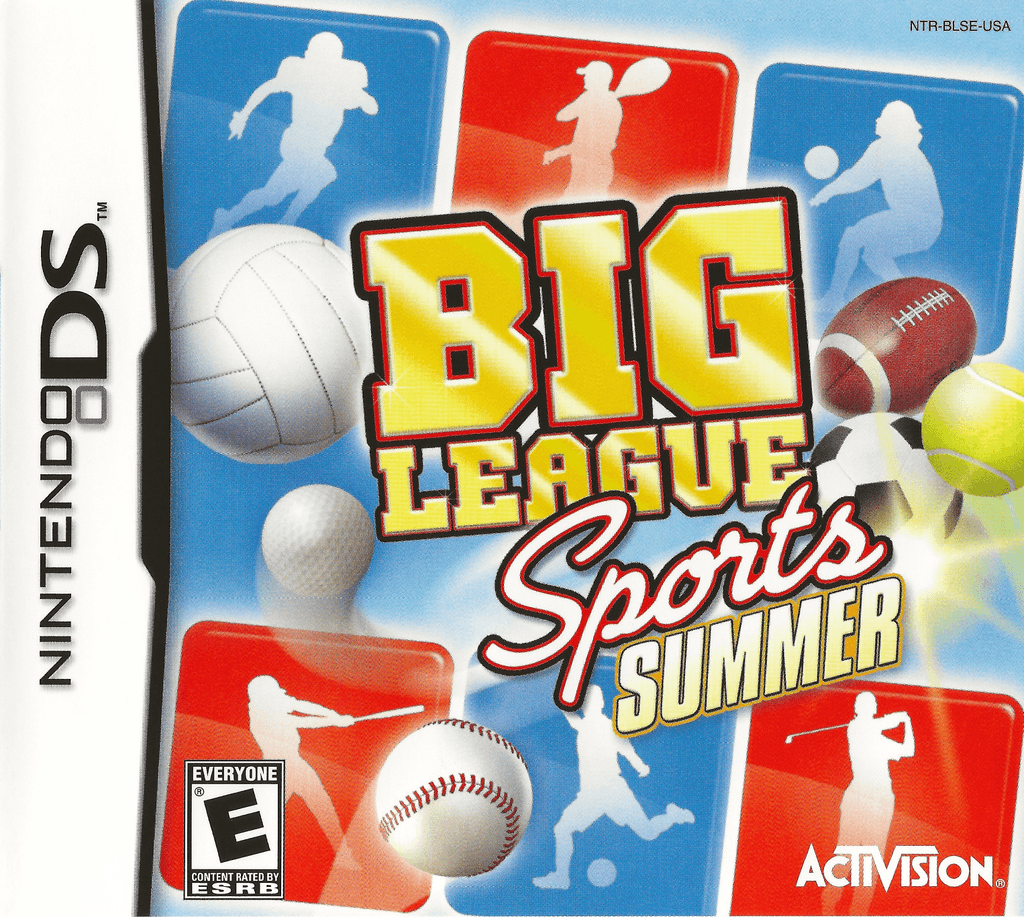 NTR-BLSE-USA
NINTENDO DS™
BIG
LEAGUE
Sports
SUMMER
EVERYONE
E
®
CONTENT RATED BY
ESRB
ACTIVISION®